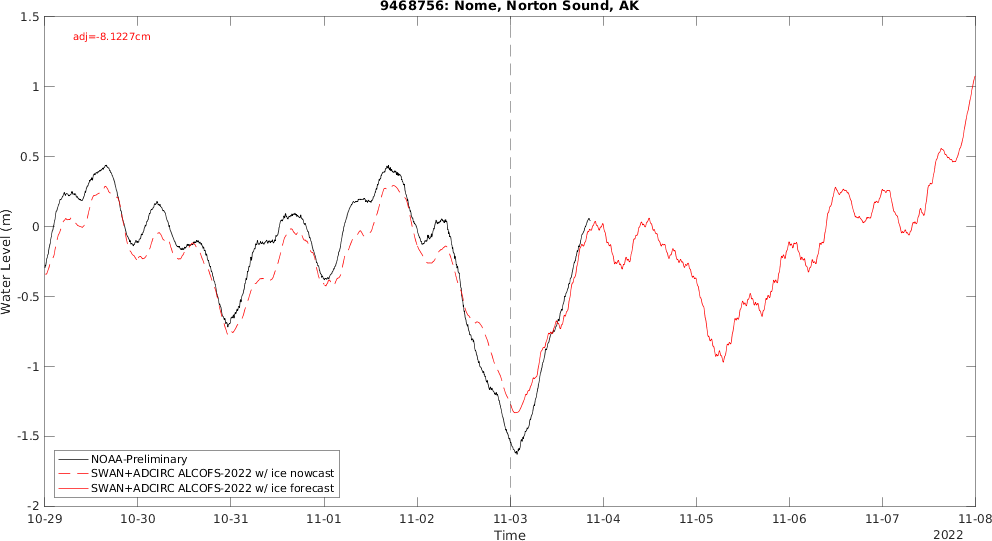 9468756: Nome, Norton Sound, AK
adj=-8.1227cm
1.5
1
0.5
0
-0.5
-1
-1.5
-2
Water Level (m)
NOAA-Preliminary
SWAN+ADCIRC ALCOFS-2022 w/ ice nowcast
SWAN+ADCIRC ALCOFS-2022 w/ ice forecast
10-29 10-30 10-31 11-01 11-02 11-03 11-04 11-05 11-06 11-07 11-08
Time
2022